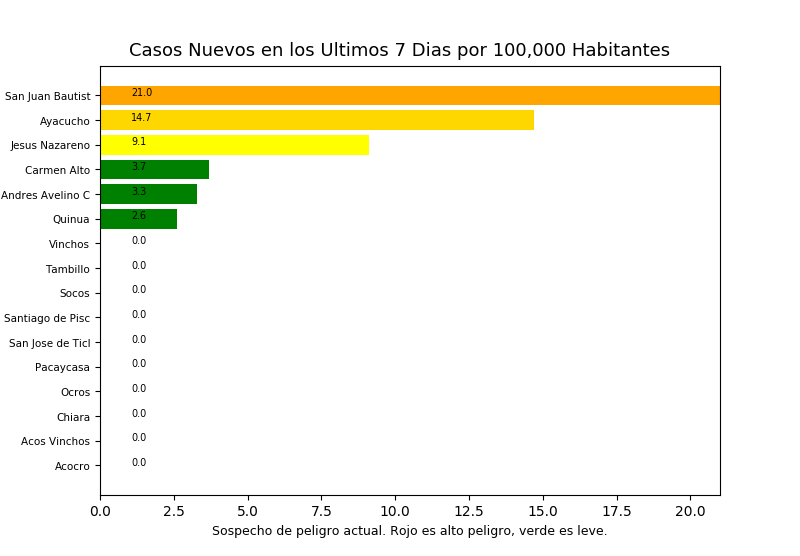 Casos Nuevos en los Ultimos 7 Dias por 100,000 Habitantes
San Juan Bautist 21.0
Ayacucho 14.7
Jesus Nazareno 9.1
Carmen Alto 3.7
Andres Avelino C 3.3
Quinua 2.6
Vinchos 0.0
Tambillo 0.0
Socos 0.0
Santiago de Pisc 0.0
San Jose de Ticl 0.0
Pacaycasa 0.0
Ocros 0.0
Chiara 0.0
Acos Vinchos 0.0
Acocro 0.0
0.0 2.5 5.0 7.5 10.0 12.5 15.0 17.5 20.0
Sospecho de peligro actual. Rojo es alto peligro, verde es leve.